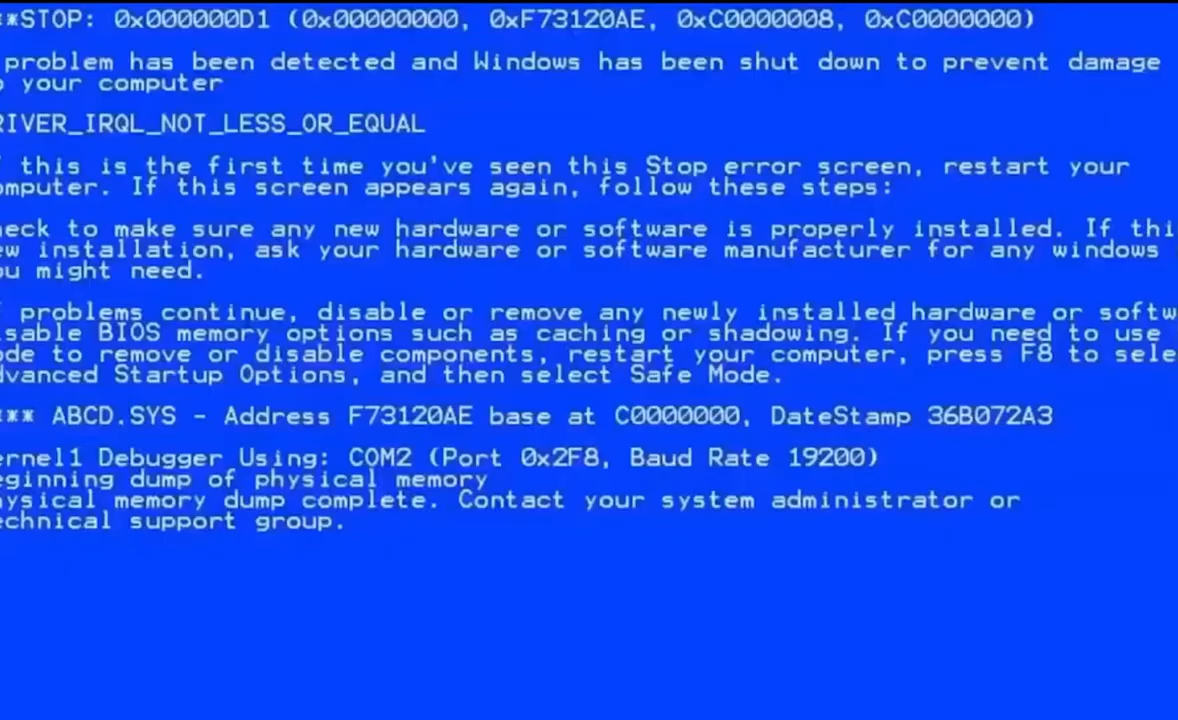 **STOP: 0x000000D1 (0x00000000, 0xF73120AE, 0xC0000008, 0xC0000000)
problem has been detected and Windows has been shut down to prevent damage
o your computer
RIVER_IRQL_NOT_LESS_OR_EQUAL
f this is the first time you've seen this Stop error screen, restart your
omputer. If this screen appears again, follow these steps:
heck to make sure any new hardware or software is properly installed. If thi
ew installation, ask your hardware or software manufacturer for any windows
ou might need.
f problems continue, disable or remove any newly installed hardware or softw
isable BIOS memory options such as caching or shadowing. If you need to use
ode to remove or disable components, restart your computer, press F8 to sele
dvanced Startup Options, and then select Safe Mode.
*** ABCD.SYS - Address F73120AE base at C0000000, DateStamp 36B072A3
ernel1 Debugger Using: COM2 (Port 0x2F8, Baud Rate 19200)
eginning dump of physical memory
hysical memory dump complete. Contact your system administrator or
echnical support group.